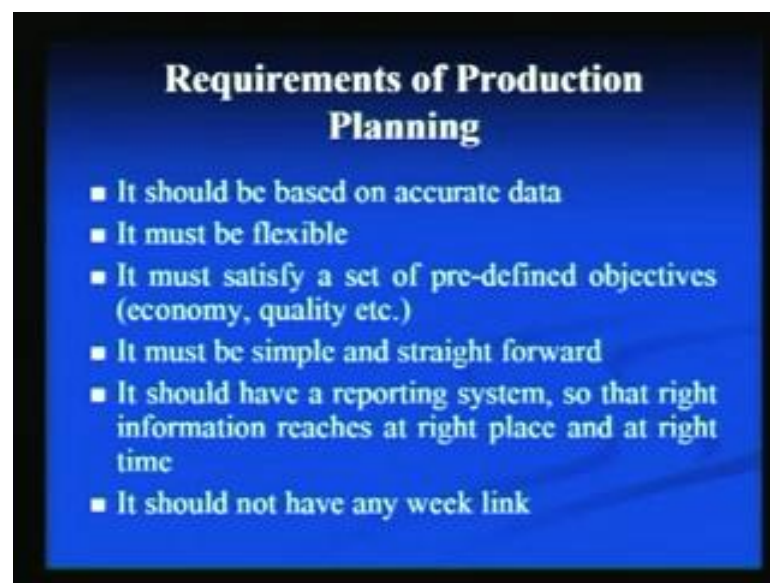 Requirements of Production
Planning
■ It should be based on accurate data
■ It must be flexible
■ It must satisfy a set of pre-defined objectives
(economy, quality etc.)
■ It must be simple and straight forward
■ It should have a reporting system, so that right
information reaches at right place and at right
time
■ It should not have any week link